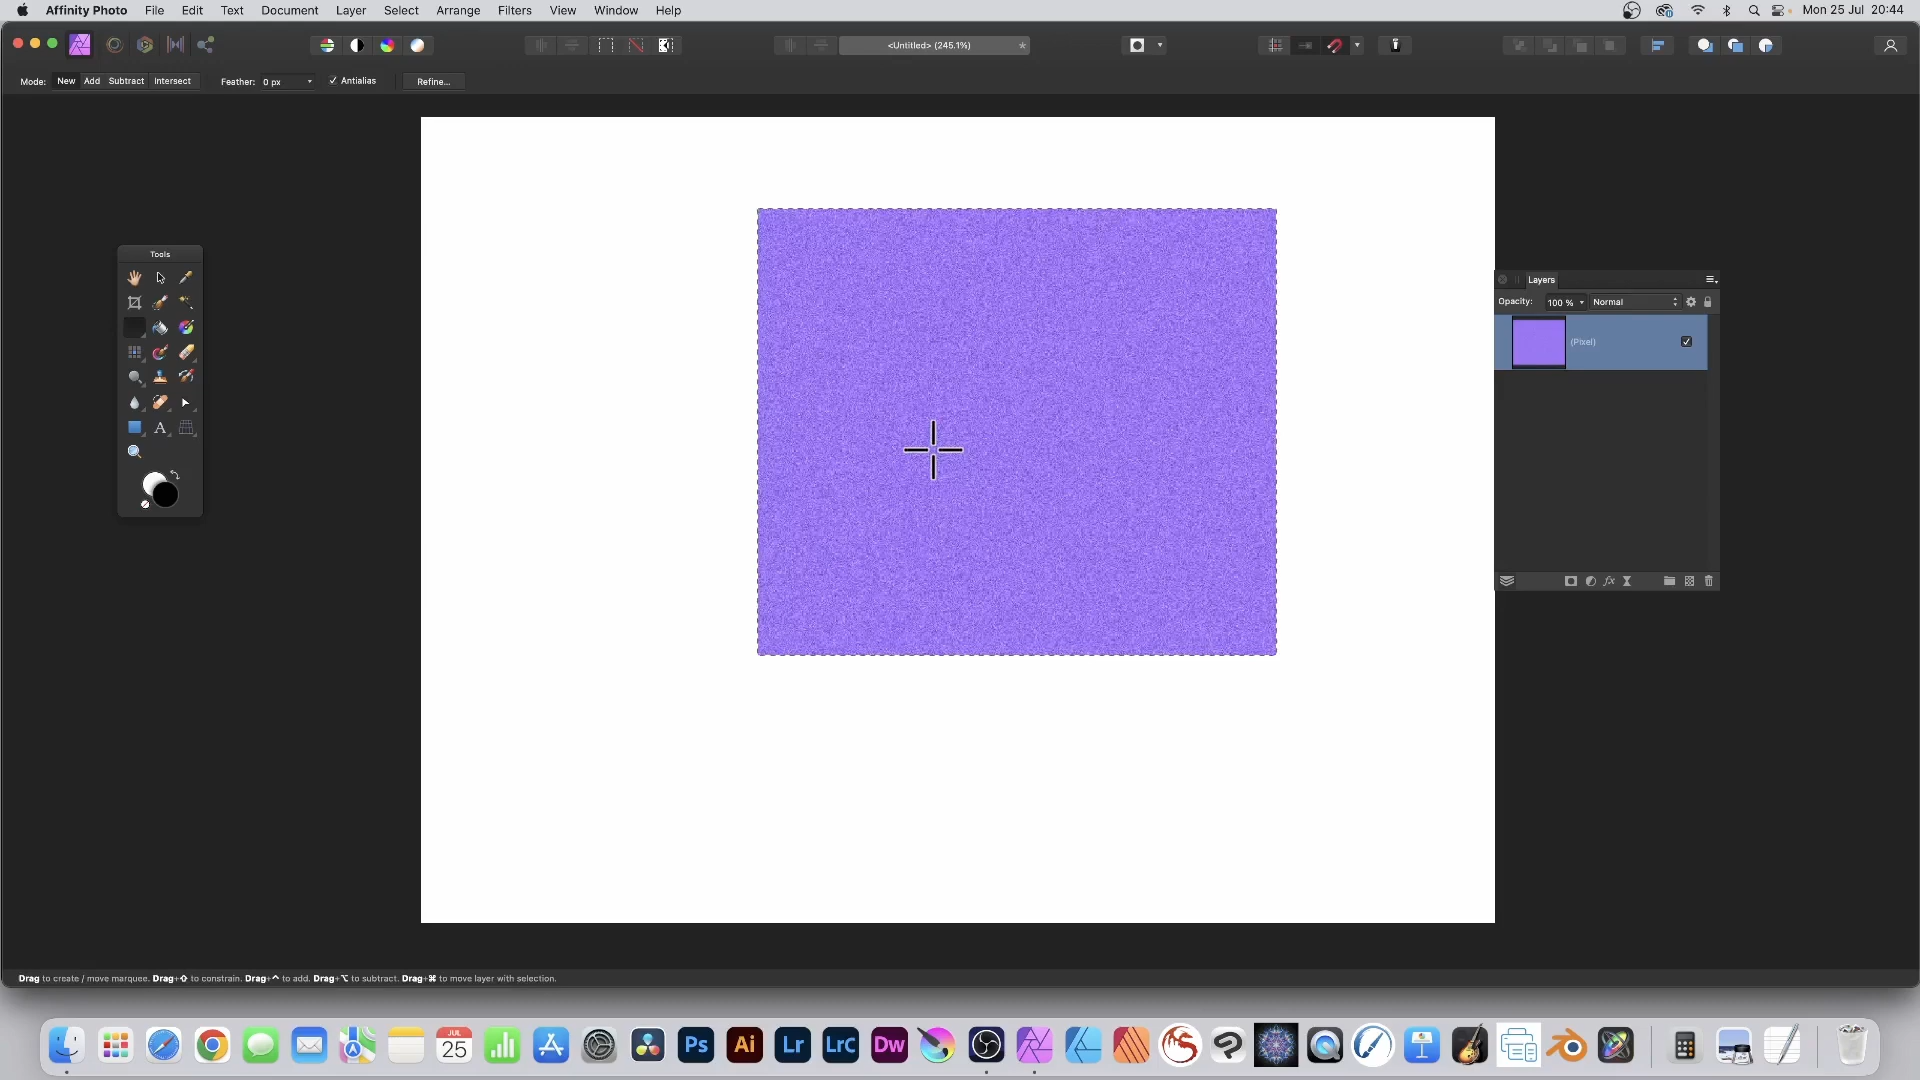 Affinity Photo File Edit Text Document Layer Select Arrange Filters View Window Help Mon 25 Jul 20:44
<Untitled> (245.1%)
Mode: New Add Subtract Intersect Feather: 0 px Antialias Refine...
Tools
Layers
Opacity: 100 % Normal
(Pixel)
A
fx
Drag to create / move marquee. Drag+⇧ to constrain. Drag+^ to add. Drag+⌥ to subtract. Drag+⌘ to move layer with selection.
JUL
25
Ps Ai Lr LrC Dw